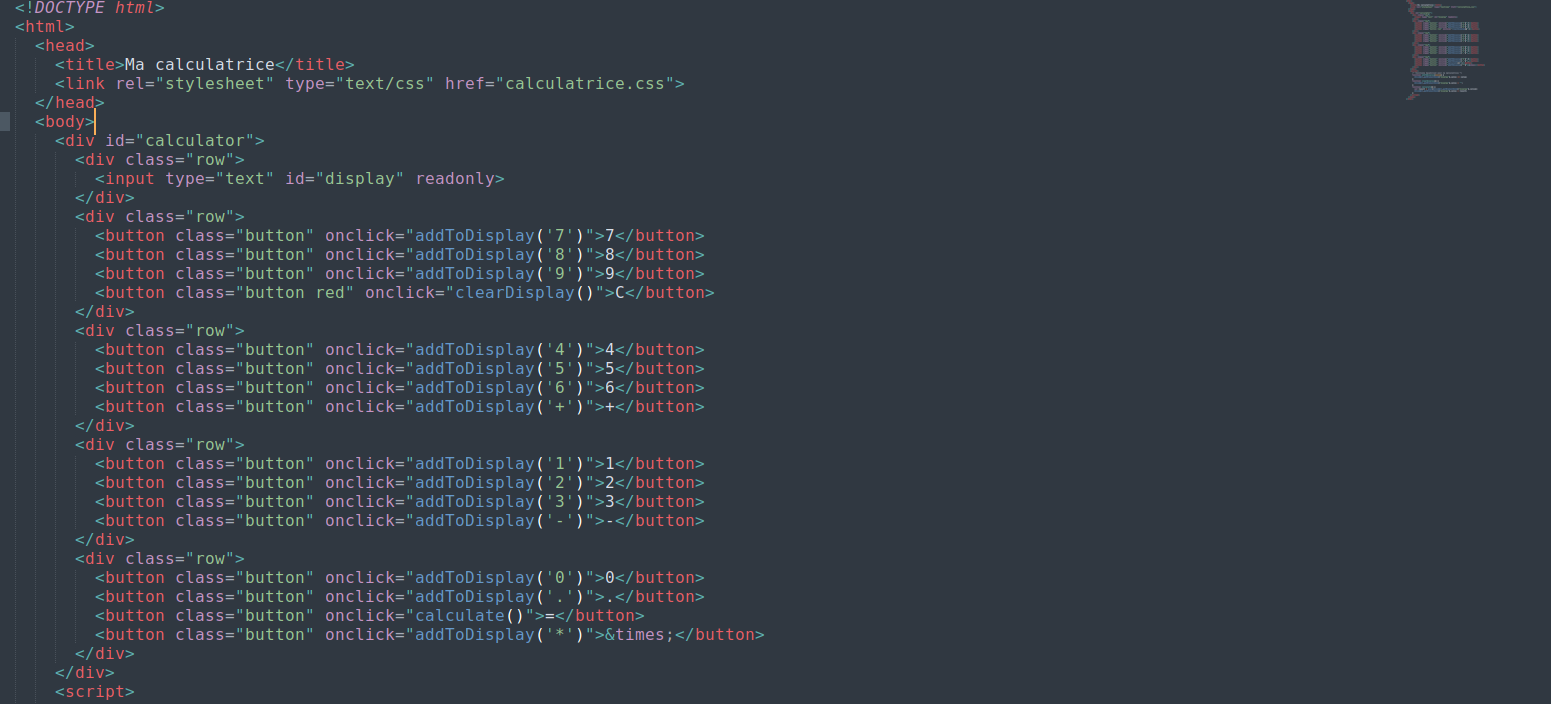 <!DOCTYPE html>
<html>
  <head>
    <title>Ma calculatrice</title>
    <link rel="stylesheet" type="text/css" href="calculatrice.css">
  </head>
  <body>
    <div id="calculator">
      <div class="row">
        <input type="text" id="display" readonly>
      </div>
      <div class="row">
        <button class="button" onclick="addToDisplay('7')">7</button>
        <button class="button" onclick="addToDisplay('8')">8</button>
        <button class="button" onclick="addToDisplay('9')">9</button>
        <button class="button red" onclick="clearDisplay()">C</button>
      </div>
      <div class="row">
        <button class="button" onclick="addToDisplay('4')">4</button>
        <button class="button" onclick="addToDisplay('5')">5</button>
        <button class="button" onclick="addToDisplay('6')">6</button>
        <button class="button" onclick="addToDisplay('+')">+</button>
      </div>
      <div class="row">
        <button class="button" onclick="addToDisplay('1')">1</button>
        <button class="button" onclick="addToDisplay('2')">2</button>
        <button class="button" onclick="addToDisplay('3')">3</button>
        <button class="button" onclick="addToDisplay('-')">-</button>
      </div>
      <div class="row">
        <button class="button" onclick="addToDisplay('0')">0</button>
        <button class="button" onclick="addToDisplay('.')">.</button>
        <button class="button" onclick="calculate()">=</button>
        <button class="button" onclick="addToDisplay('*')">&times;</button>
      </div>
    </div>
    <script>